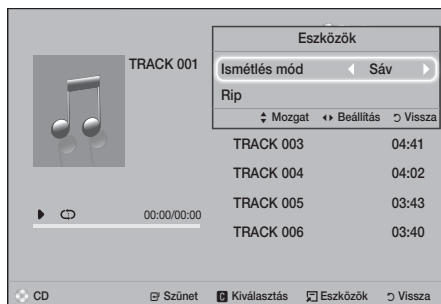 Eszközök
TRACK 001
Ismétlés mód Sáv
Rip
Mozgat Beállítás Vissza
TRACK 003 04:41
TRACK 004 04:02
TRACK 005 03:43
00:00/00:00
TRACK 006 03:40
CD Szünet C Kiválasztás Eszközök Vissza